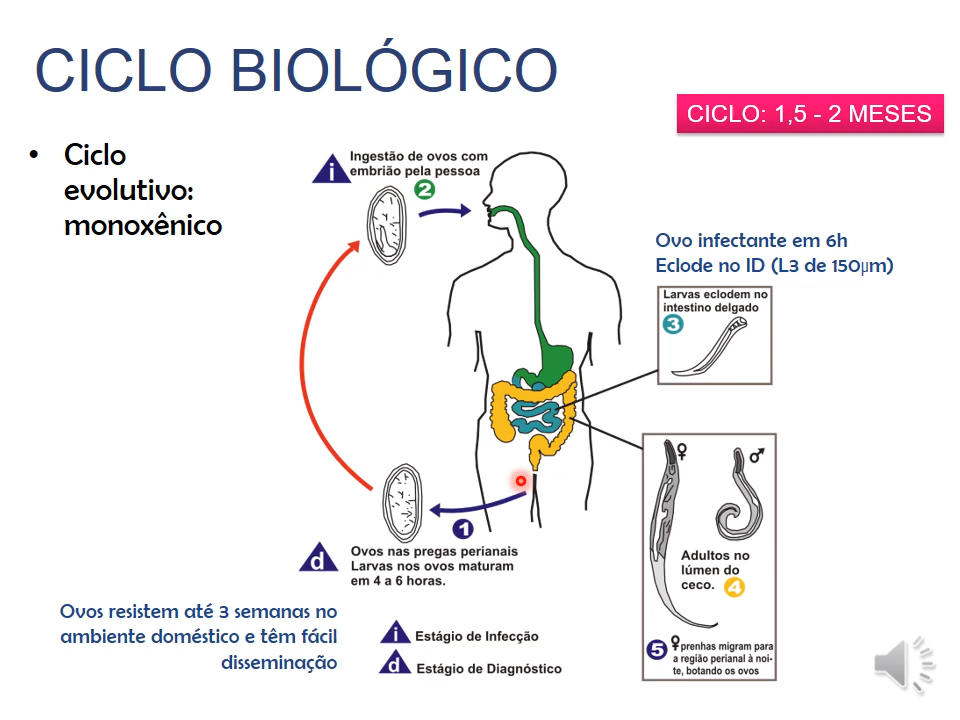 CICLO BIOLÓGICO
CICLO: 1,5 - 2 MESES
• Ciclo
evolutivo:
monoxênico
i
Ingestão de ovos com
embrião pela pessoa
2
Ovo infectante em 6h
Eclode no ID (L3 de 150µm)
Larvas eclodem no
intestino delgado
3
♀
♂
Adultos no
lúmen do
ceco. 4
5 ♀ prenhas migram para
a região perianal à noi-
te, botando os ovos
1
d
Ovos nas pregas perianais
Larvas nos ovos maturam
em 4 a 6 horas.
Ovos resistem até 3 semanas no
ambiente doméstico e têm fácil
disseminação
i Estágio de Infecção
d Estágio de Diagnóstico